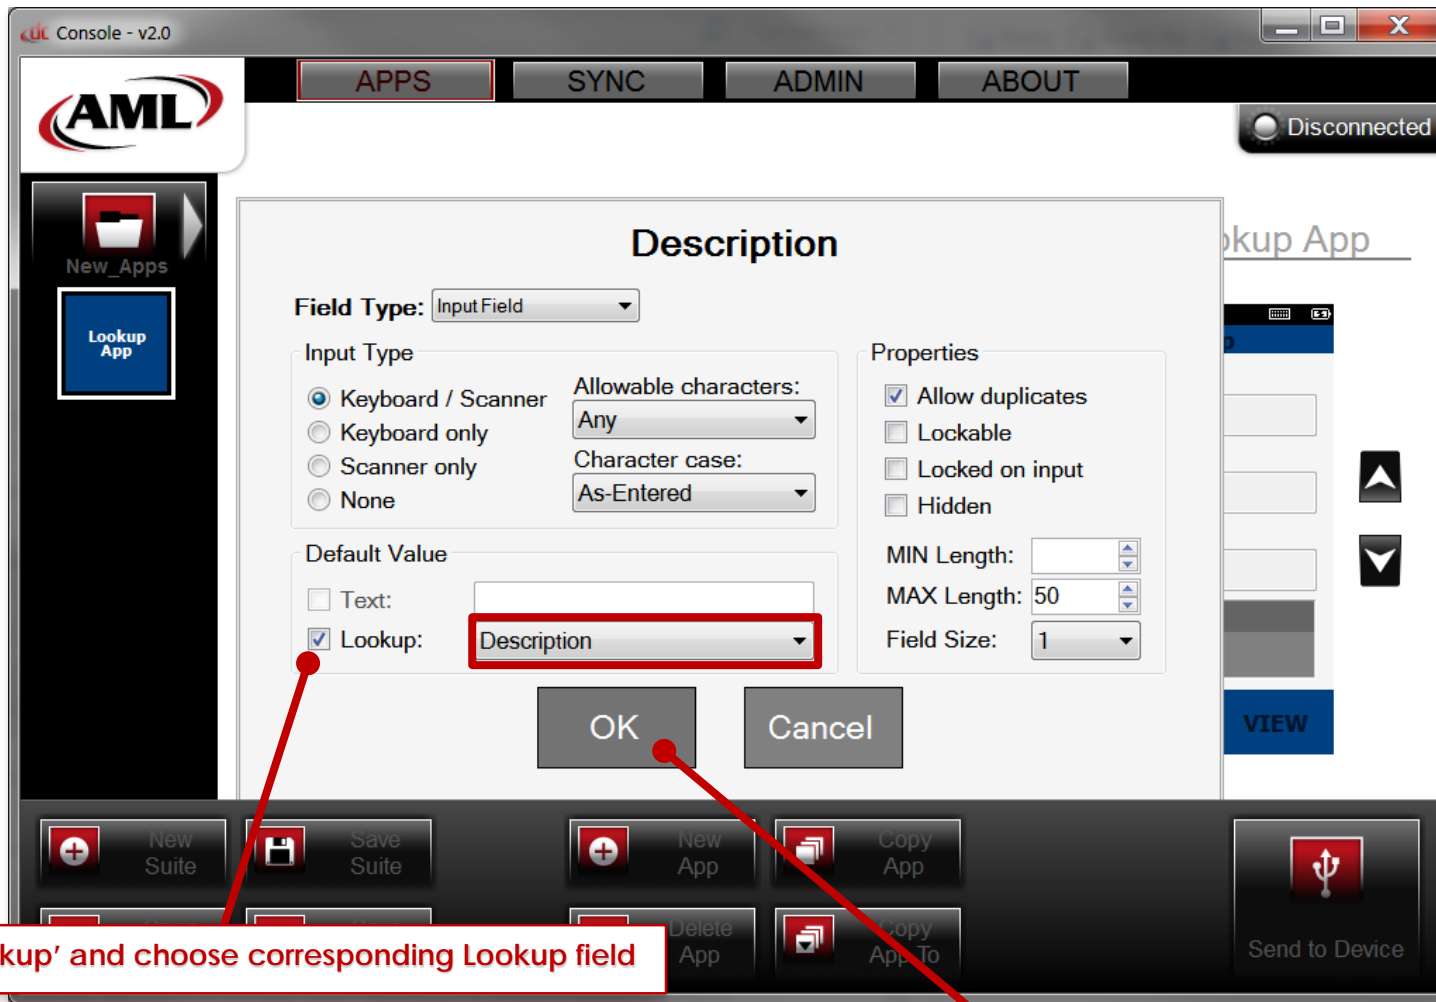 dc Console - v2.0
AML
APPS SYNC ADMIN ABOUT
Disconnected
New_Apps
Lookup
App
okup App
Description
Field Type: Input Field
Input Type
Keyboard / Scanner
Keyboard only
Scanner only
None
Allowable characters:
Any
Character case:
As-Entered
Properties
Allow duplicates
Lockable
Locked on input
Hidden
MIN Length:
MAX Length: 50
Field Size: 1
Default Value
Text:
Lookup: Description
OK Cancel
VIEW
New
Suite
Save
Suite
New
App
Copy
App
Delete
App
Copy
App To
Send to Device
kup' and choose corresponding Lookup field